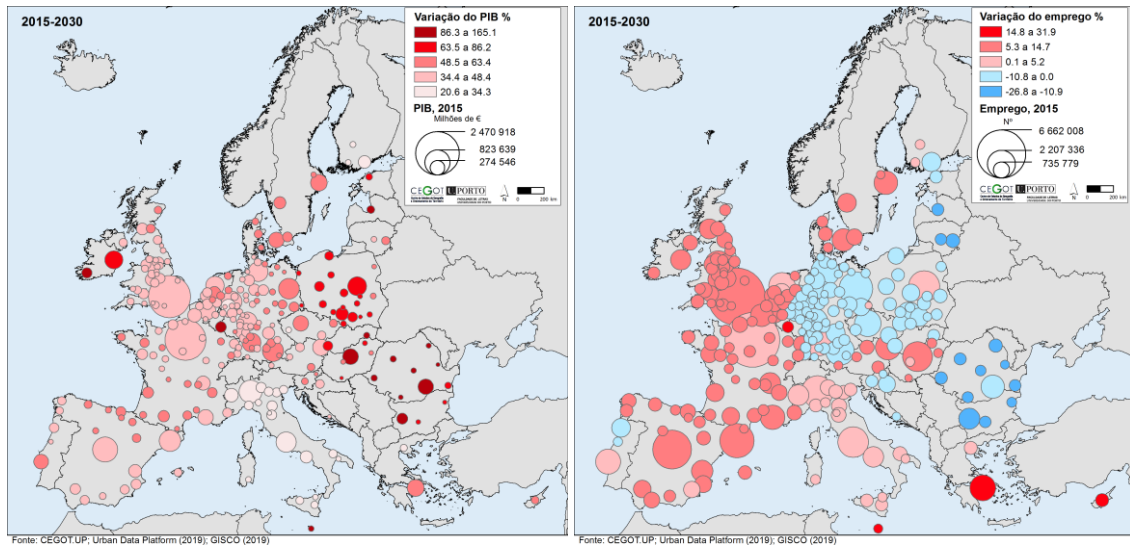 2015-2030
Variação do PIB %
86.3 a 165.1
63.5 a 86.2
48.5 a 63.4
34.4 a 48.4
20.6 a 34.3
PIB, 2015
Milhões de €
2 470 918
823 639
274 546
CEGOT
U.PORTO
N
0 200 km
Fonte: CEGOT.UP; Urban Data Platform (2019); GISCO (2019)
2015-2030
Variação do emprego %
14.8 a 31.9
5.3 a 14.7
0.1 a 5.2
-10.8 a 0.0
-26.8 a -10.9
Emprego, 2015
Nº
6 662 008
2 207 336
735 779
CEGOT
U.PORTO
N
0 200 km
Fonte: CEGOT.UP; Urban Data Platform (2019); GISCO (2019)